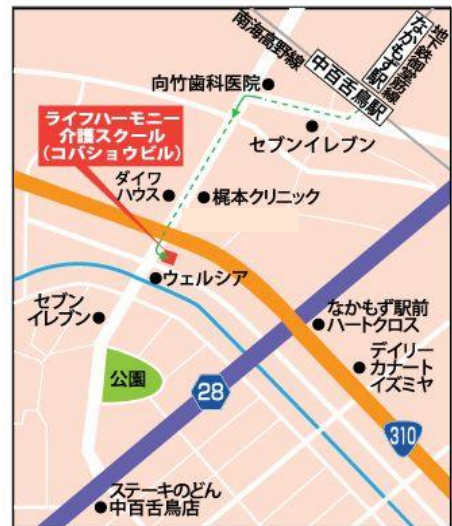 南海高野線
中百舌鳥駅
地下鉄御堂筋線
なかもず駅
向竹歯科医院
セブンイレブン
ライフハーモニー
介護スクール
(コバショウビル)
ダイワ
ハウス
梶本クリニック
ウェルシア
セブン
イレブン
なかもず駅前
ハートクロス
デイリー
カナート
イズミヤ
公園
28
310
ステーキのどん
中百舌鳥店